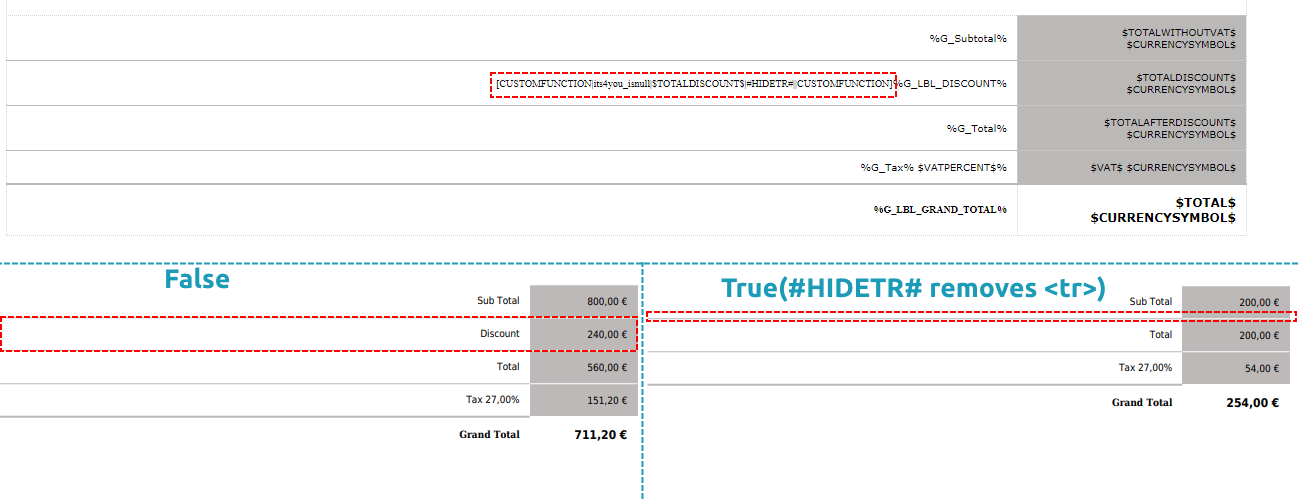 %G_Subtotal%
$TOTALWITHOUTVAT$
$CURRENCYSYMBOL$
[CUSTOMFUNCTION|its4you_isnull|$TOTALDISCOUNT$|#HIDETR#|CUSTOMFUNCTION]%G_LBL_DISCOUNT%
$TOTALDISCOUNT$
$CURRENCYSYMBOL$
%G_Total%
$TOTALAFTERDISCOUNT$
$CURRENCYSYMBOL$
%G_Tax% $VATPERCENT$%
$VAT$ $CURRENCYSYMBOL$
%G_LBL_GRAND_TOTAL%
$TOTAL$
$CURRENCYSYMBOL$
False
Sub Total 800,00 €
Discount 240,00 €
Total 560,00 €
Tax 27,00% 151,20 €
Grand Total 711,20 €
True(#HIDETR# removes <tr>)
Sub Total 200,00 €
Total 200,00 €
Tax 27,00% 54,00 €
Grand Total 254,00 €